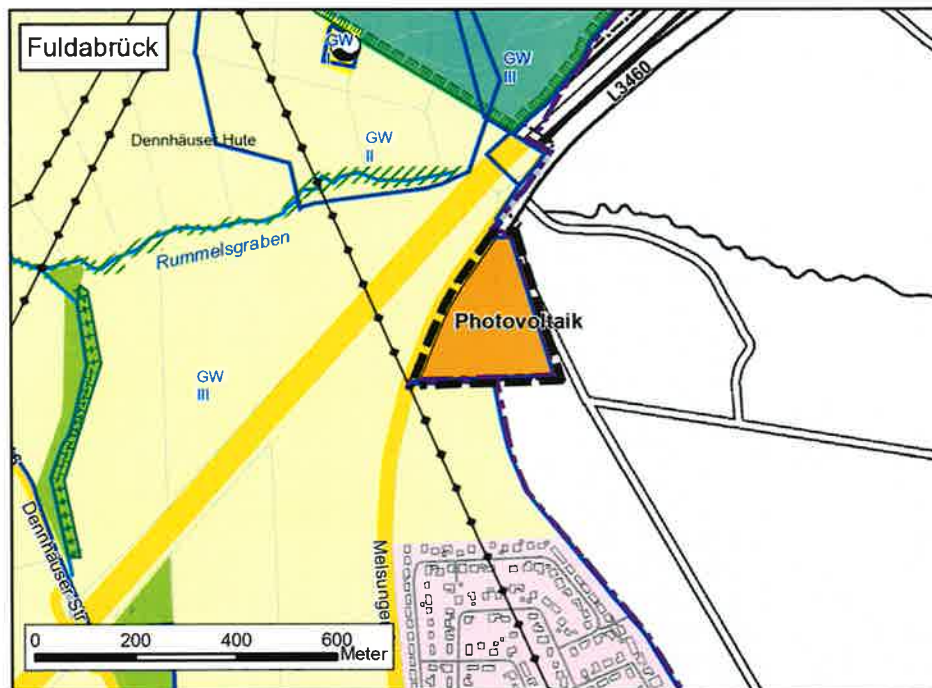 Fuldabrück
GW
GW
III
L3460
Dennhäuser Hute
GW
II
Rummelsgraben
Photovoltaik
GW
III
Dennhäuser Str
Melsunge
0 200 400 600
Meter